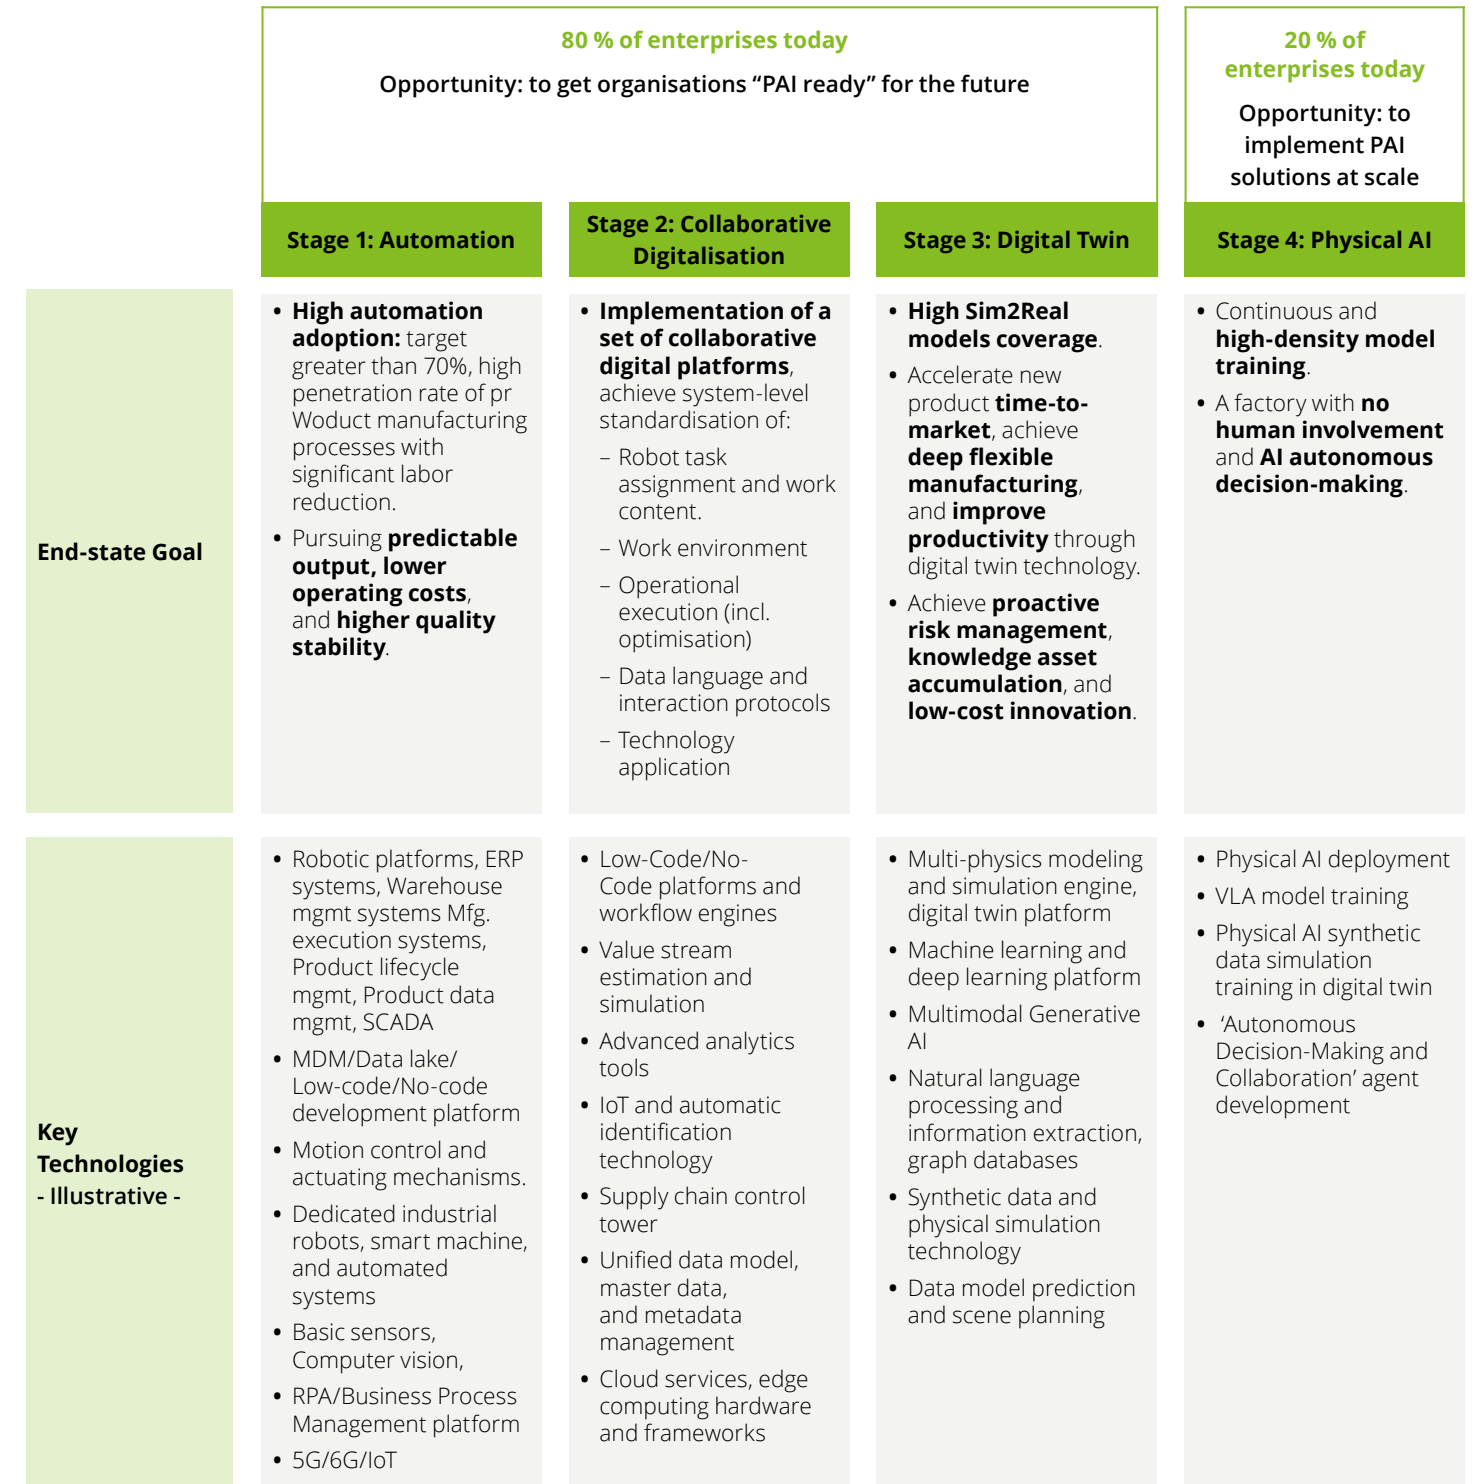 80 % of enterprises today
Opportunity: to get organisations “PAI ready” for the future
20 % of
enterprises today
Opportunity: to
implement PAI
solutions at scale
Stage 1: Automation
Stage 2: Collaborative
Digitalisation
Stage 3: Digital Twin
Stage 4: Physical AI
End-state Goal
• High automation
adoption: target
greater than 70%, high
penetration rate of pr
Woduct manufacturing
processes with
significant labor
reduction.
• Pursuing predictable
output, lower
operating costs,
and higher quality
stability.
• Implementation of a
set of collaborative
digital platforms,
achieve system-level
standardisation of:
– Robot task
assignment and work
content.
– Work environment
– Operational
execution (incl.
optimisation)
– Data language and
interaction protocols
– Technology
application
• High Sim2Real
models coverage.
• Accelerate new
product time-to-
market, achieve
deep flexible
manufacturing,
and improve
productivity through
digital twin technology.
• Achieve proactive
risk management,
knowledge asset
accumulation, and
low-cost innovation.
• Continuous and
high-density model
training.
• A factory with no
human involvement
and AI autonomous
decision-making.
Key
Technologies
- Illustrative -
• Robotic platforms, ERP
systems, Warehouse
mgmt systems Mfg.
execution systems,
Product lifecycle
mgmt, Product data
mgmt, SCADA
• MDM/Data lake/
Low-code/No-code
development platform
• Motion control and
actuating mechanisms.
• Dedicated industrial
robots, smart machine,
and automated
systems
• Basic sensors,
Computer vision,
• RPA/Business Process
Management platform
• 5G/6G/IoT
• Low-Code/No-
Code platforms and
workflow engines
• Value stream
estimation and
simulation
• Advanced analytics
tools
• IoT and automatic
identification
technology
• Supply chain control
tower
• Unified data model,
master data,
and metadata
management
• Cloud services, edge
computing hardware
and frameworks
• Multi-physics modeling
and simulation engine,
digital twin platform
• Machine learning and
deep learning platform
• Multimodal Generative
AI
• Natural language
processing and
information extraction,
graph databases
• Synthetic data and
physical simulation
technology
• Data model prediction
and scene planning
• Physical AI deployment
• VLA model training
• Physical AI synthetic
data simulation
training in digital twin
• ‘Autonomous
Decision-Making and
Collaboration’ agent
development